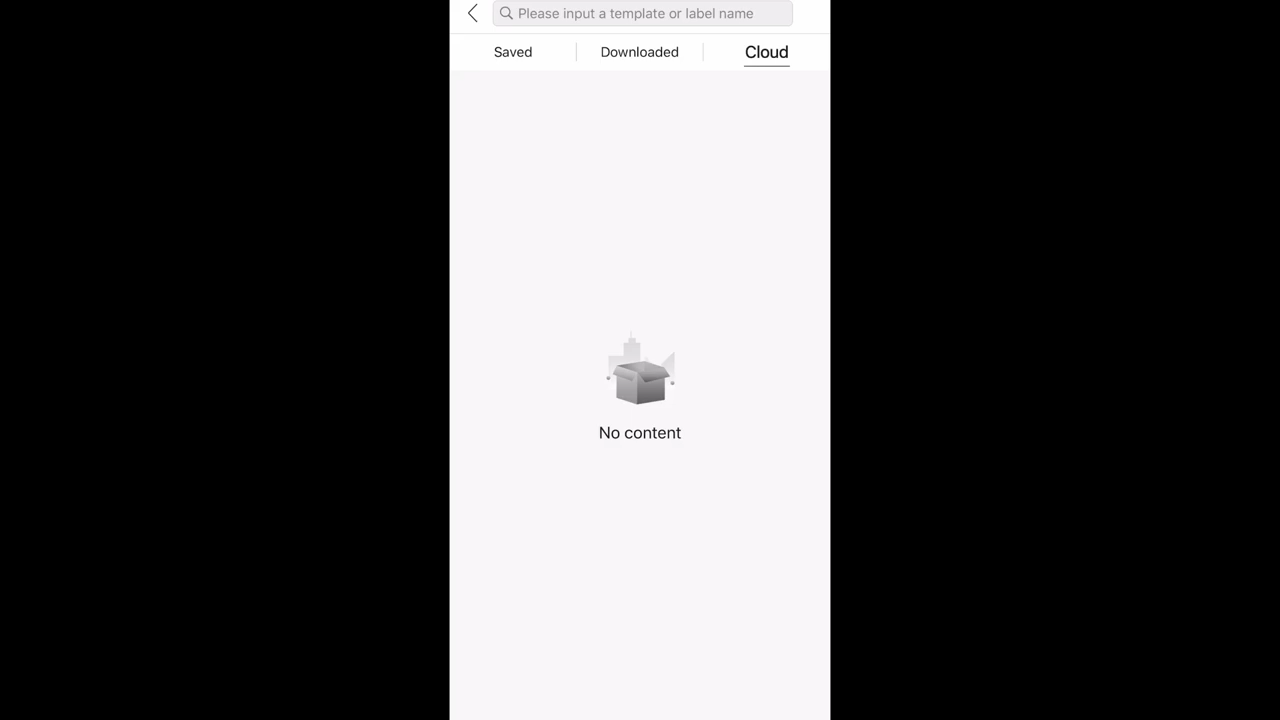 Please input a template or label name
Saved
Downloaded
Cloud
No content